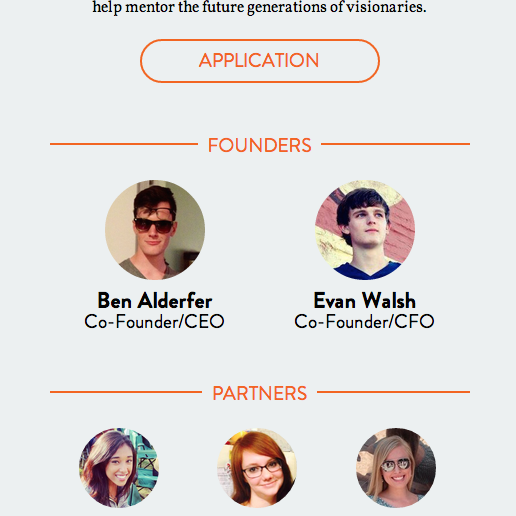 help mentor the future generations of visionaries.
APPLICATION
FOUNDERS
Ben Alderfer
Co-Founder/CEO
Evan Walsh
Co-Founder/CFO
PARTNERS